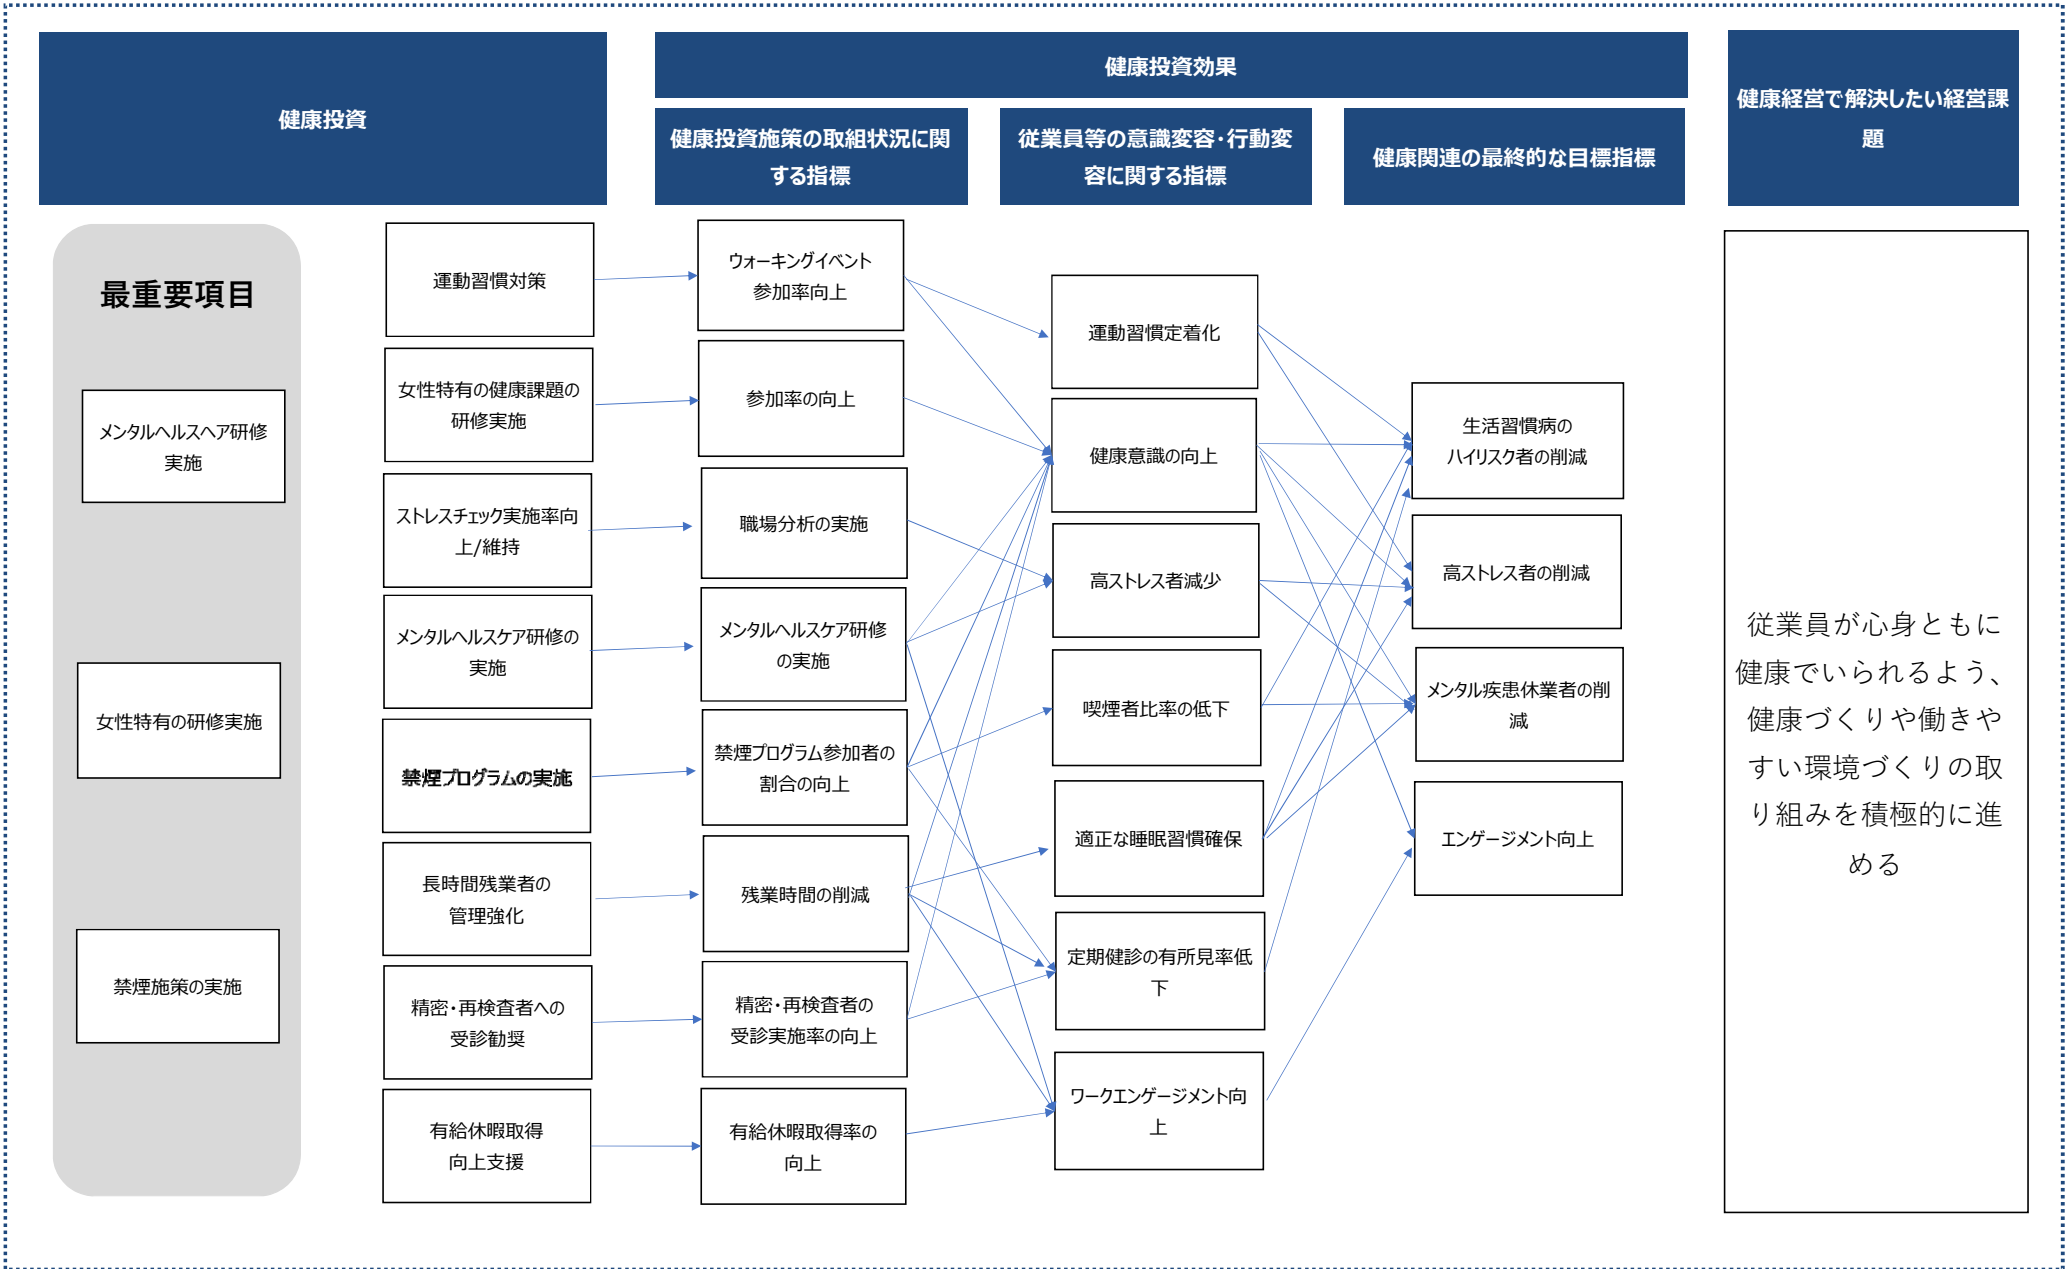 健康投資
健康投資効果
健康投資施策の取組状況に関
する指標
従業員等の意識変容・行動変
容に関する指標
健康関連の最終的な目標指標
健康経営で解決したい経営課
題
最重要項目
メンタルヘルスヘア研修
実施
女性特有の研修実施
禁煙施策の実施
運動習慣対策
女性特有の健康課題の
研修実施
ストレスチェック実施率向
上/維持
メンタルヘルスケア研修の
実施
禁煙プログラムの実施
長時間残業者の
管理強化
精密・再検査者への
受診勧奨
有給休暇取得
向上支援
ウォーキングイベント
参加率向上
参加率の向上
職場分析の実施
メンタルヘルスケア研修
の実施
禁煙プログラム参加者の
割合の向上
残業時間の削減
精密・再検査者の
受診実施率の向上
有給休暇取得率の
向上
運動習慣定着化
健康意識の向上
高ストレス者減少
喫煙者比率の低下
適正な睡眠習慣確保
定期健診の有所見率低
下
ワークエンゲージメント向
上
生活習慣病の
ハイリスク者の削減
高ストレス者の削減
メンタル疾患休業者の削
減
エンゲージメント向上
従業員が心身ともに
健康でいられるよう、
健康づくりや働きや
すい環境づくりの取
り組みを積極的に進
める